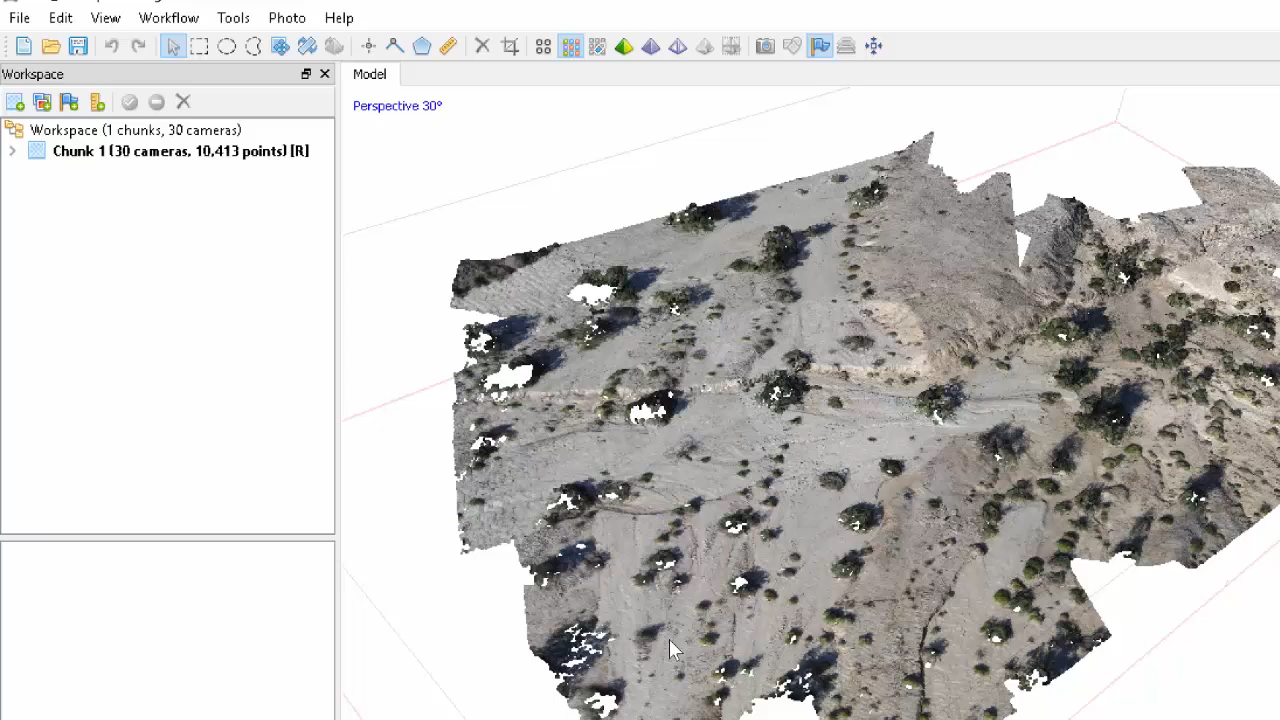 File Edit View Workflow Tools Photo Help
Workspace
Model
Perspective 30°
Workspace (1 chunks, 30 cameras)
Chunk 1 (30 cameras, 10,413 points) [R]